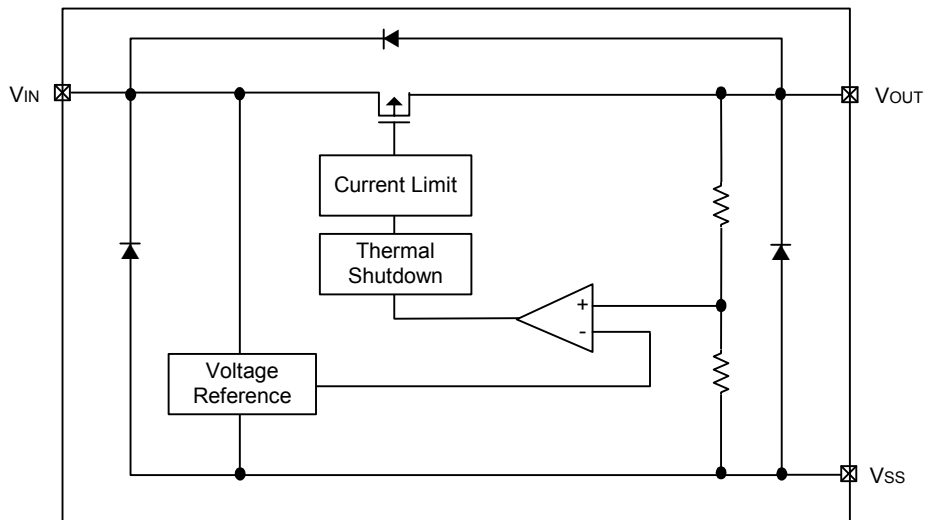 VIN
VOUT
Current Limit
Thermal
Shutdown
+
-
Voltage
Reference
VSS